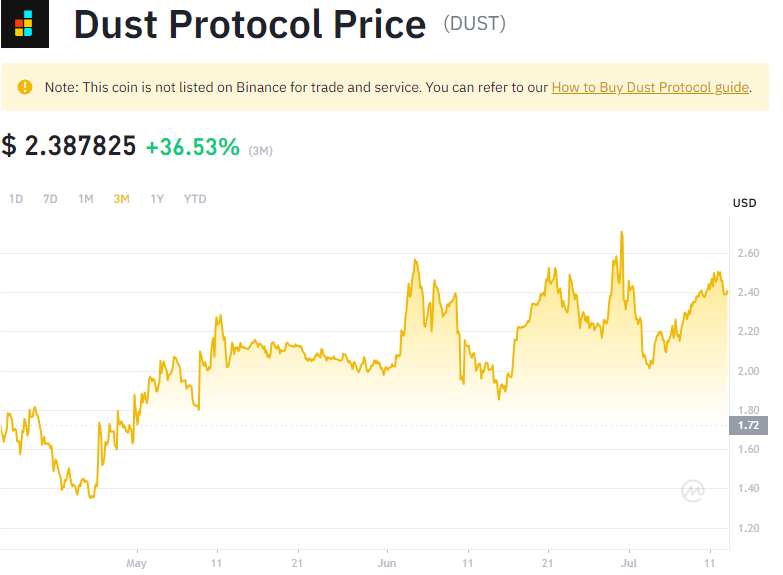 Dust Protocol Price (DUST)
Note: This coin is not listed on Binance for trade and service. You can refer to our How to Buy Dust Protocol guide.
$ 2.387825 +36.53% (3M)
1D 7D 1M 3M 1Y YTD
USD
2.60
2.40
2.20
2.00
1.80
1.72
1.60
1.40
1.20
May 11 21 Jun 11 21 Jul 11